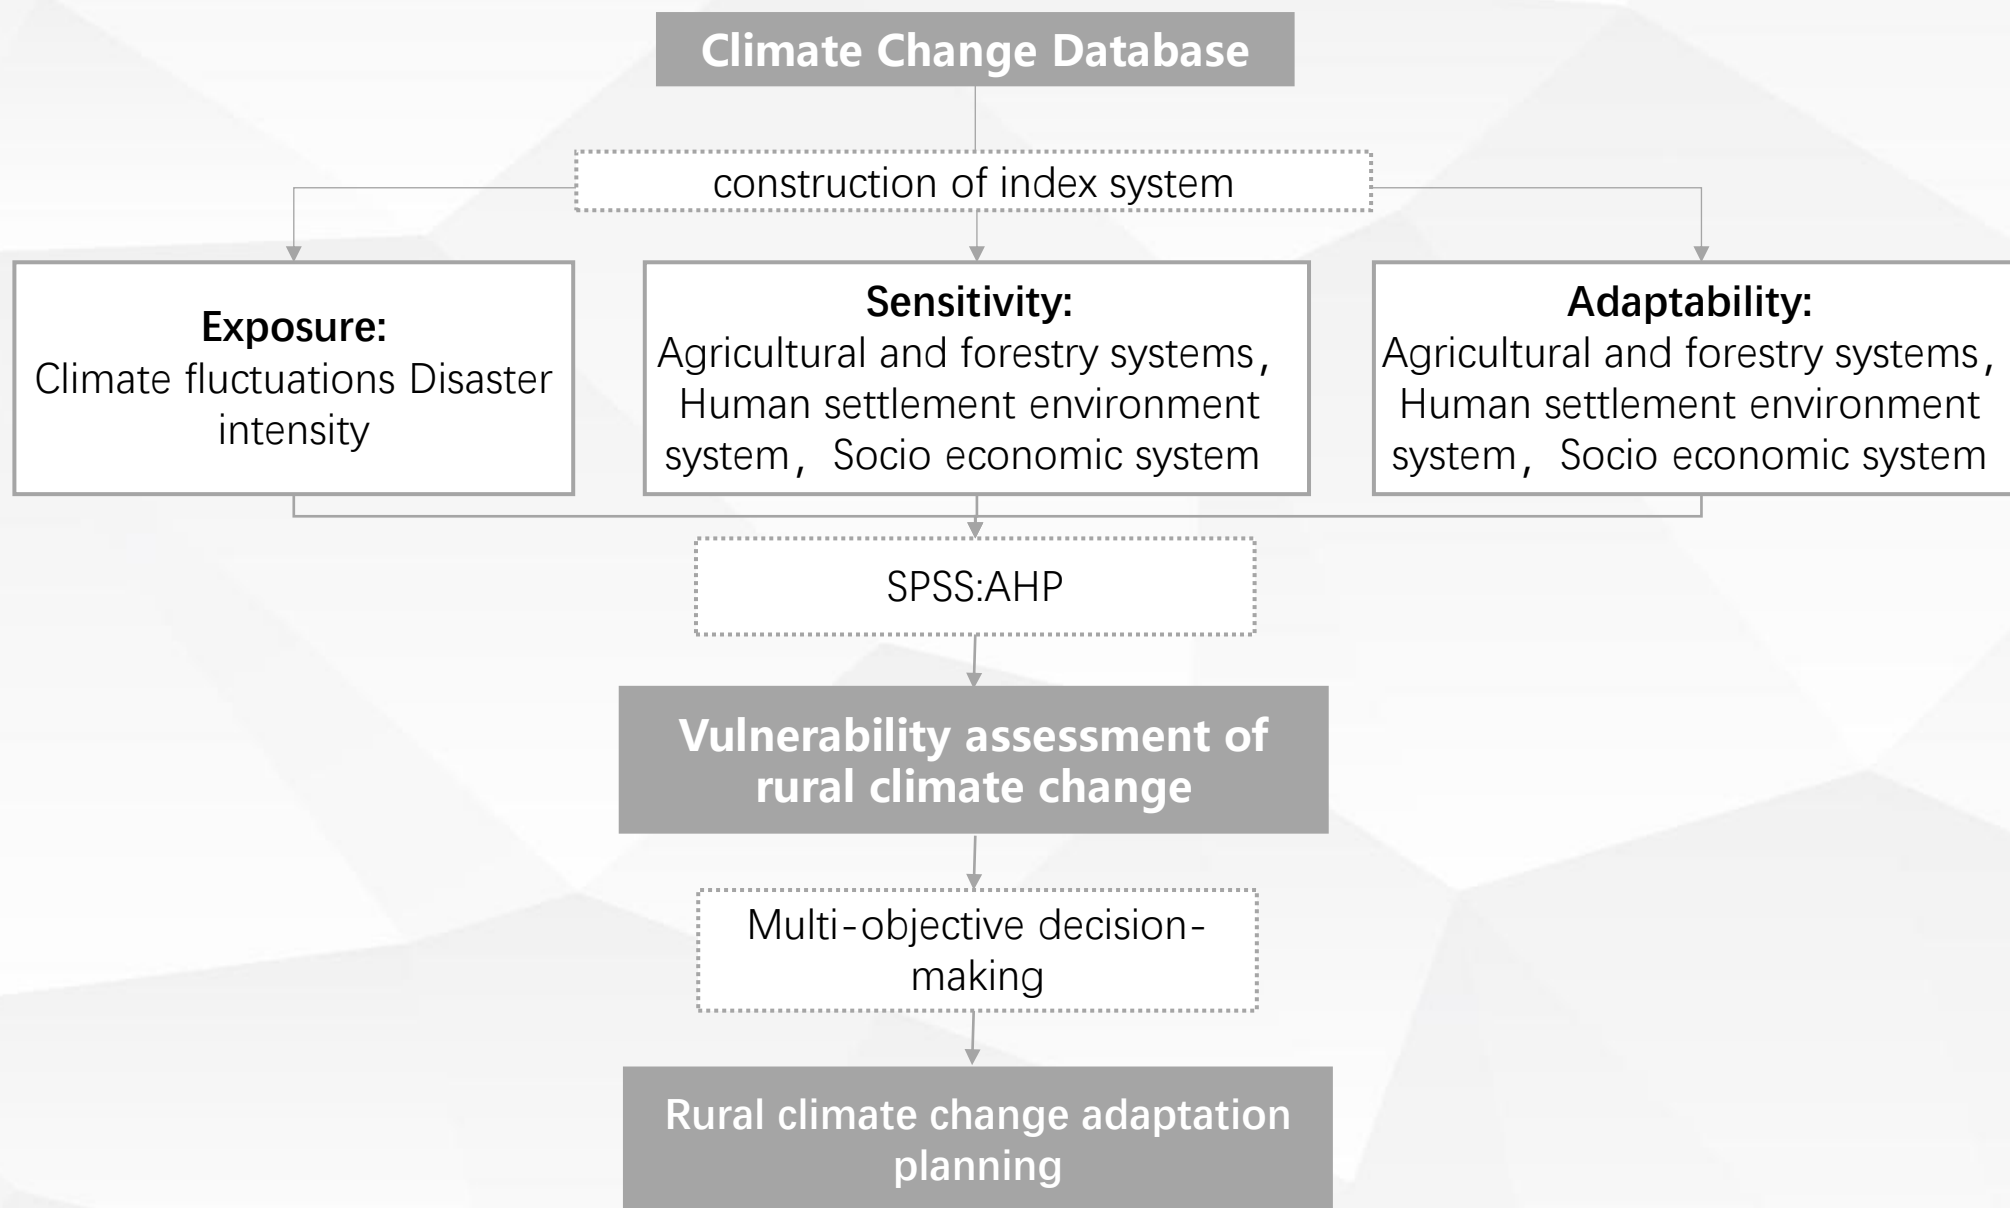 Climate Change Database
construction of index system
Exposure:
Climate fluctuations Disaster
intensity
Sensitivity:
Agricultural and forestry systems，
Human settlement environment
system，Socio economic system
Adaptability:
Agricultural and forestry systems，
Human settlement environment
system，Socio economic system
SPSS:AHP
Vulnerability assessment of
rural climate change
Multi-objective decision-
making
Rural climate change adaptation
planning